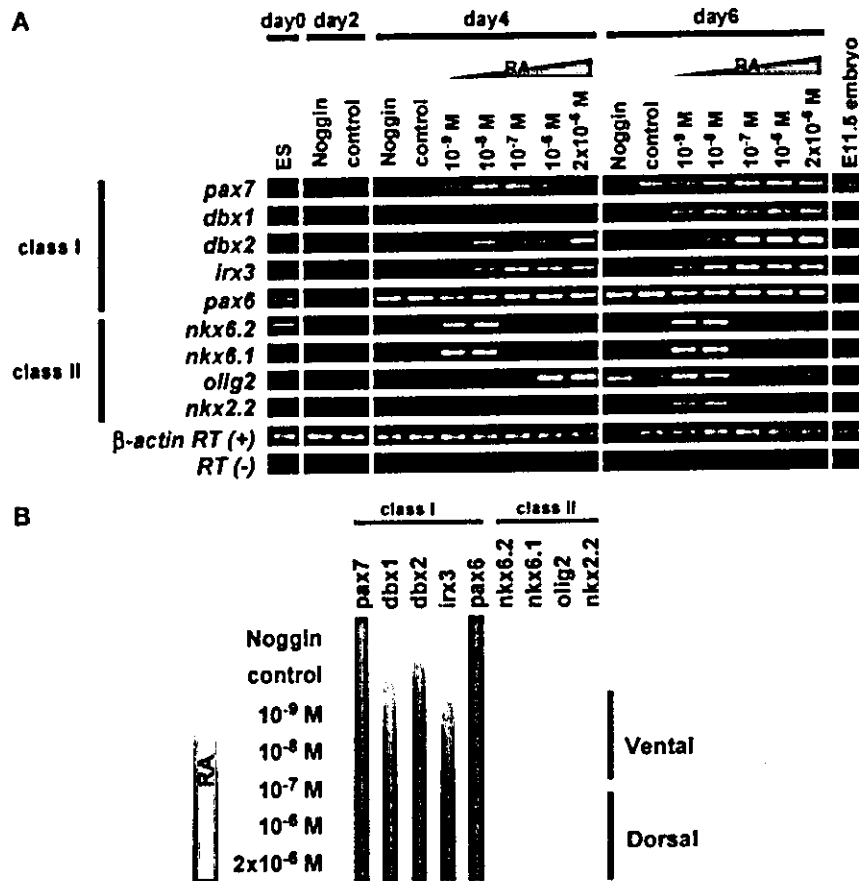 A
day0 day2 day4 day6
RA RA
ES Noggin control Noggin control 10⁻⁹ M 10⁻⁸ M 10⁻⁷ M 10⁻⁶ M 2x10⁻⁶ M Noggin control 10⁻⁹ M 10⁻⁸ M 10⁻⁷ M 10⁻⁶ M 2x10⁻⁶ M E11.5 embryo
class I
pax7
dbx1
dbx2
irx3
pax6
class II
nkx6.2
nkx6.1
olig2
nkx2.2
β-actin RT (+)
RT (-)
B
class I class II
pax7 dbx1 dbx2 irx3 pax6 nkx6.2 nkx6.1 olig2 nkx2.2
Noggin
control
10⁻⁹ M
10⁻⁸ M
10⁻⁷ M
10⁻⁶ M
2x10⁻⁶ M
RA
Vental
Dorsal